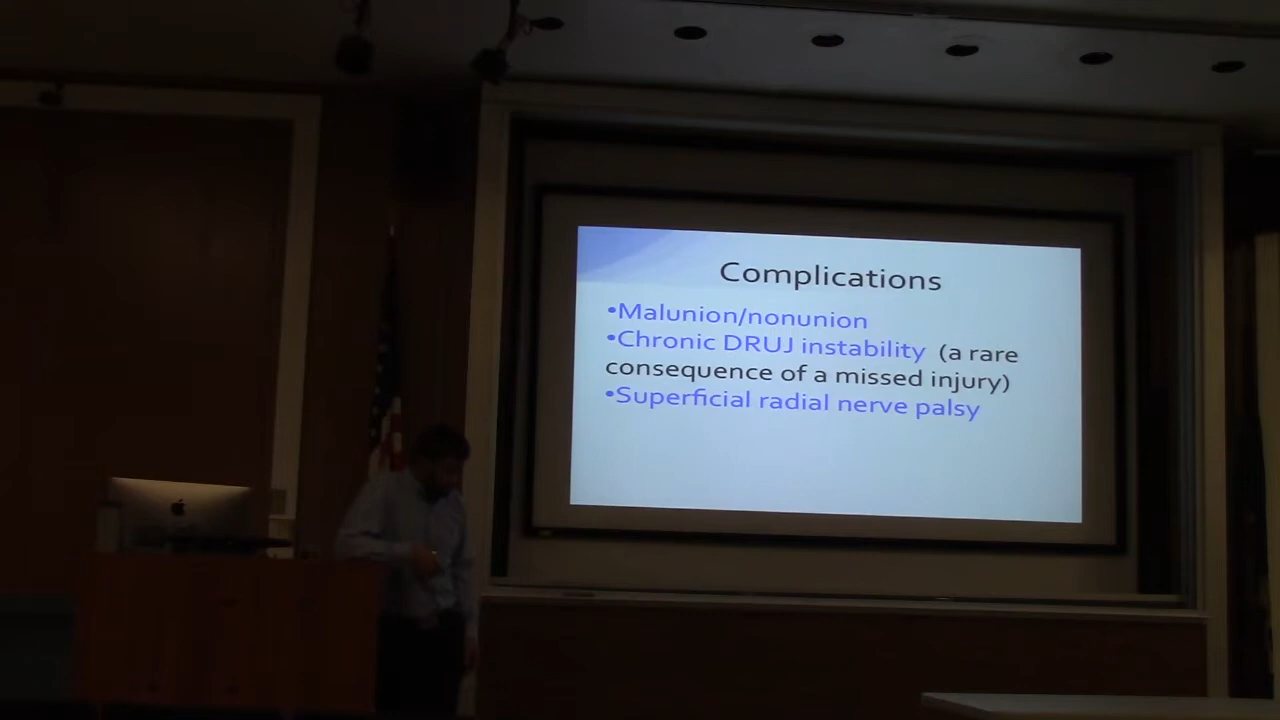 Complications
•Malunion/nonunion
•Chronic DRUJ instability (a rare
consequence of a missed injury)
•Superficial radial nerve palsy